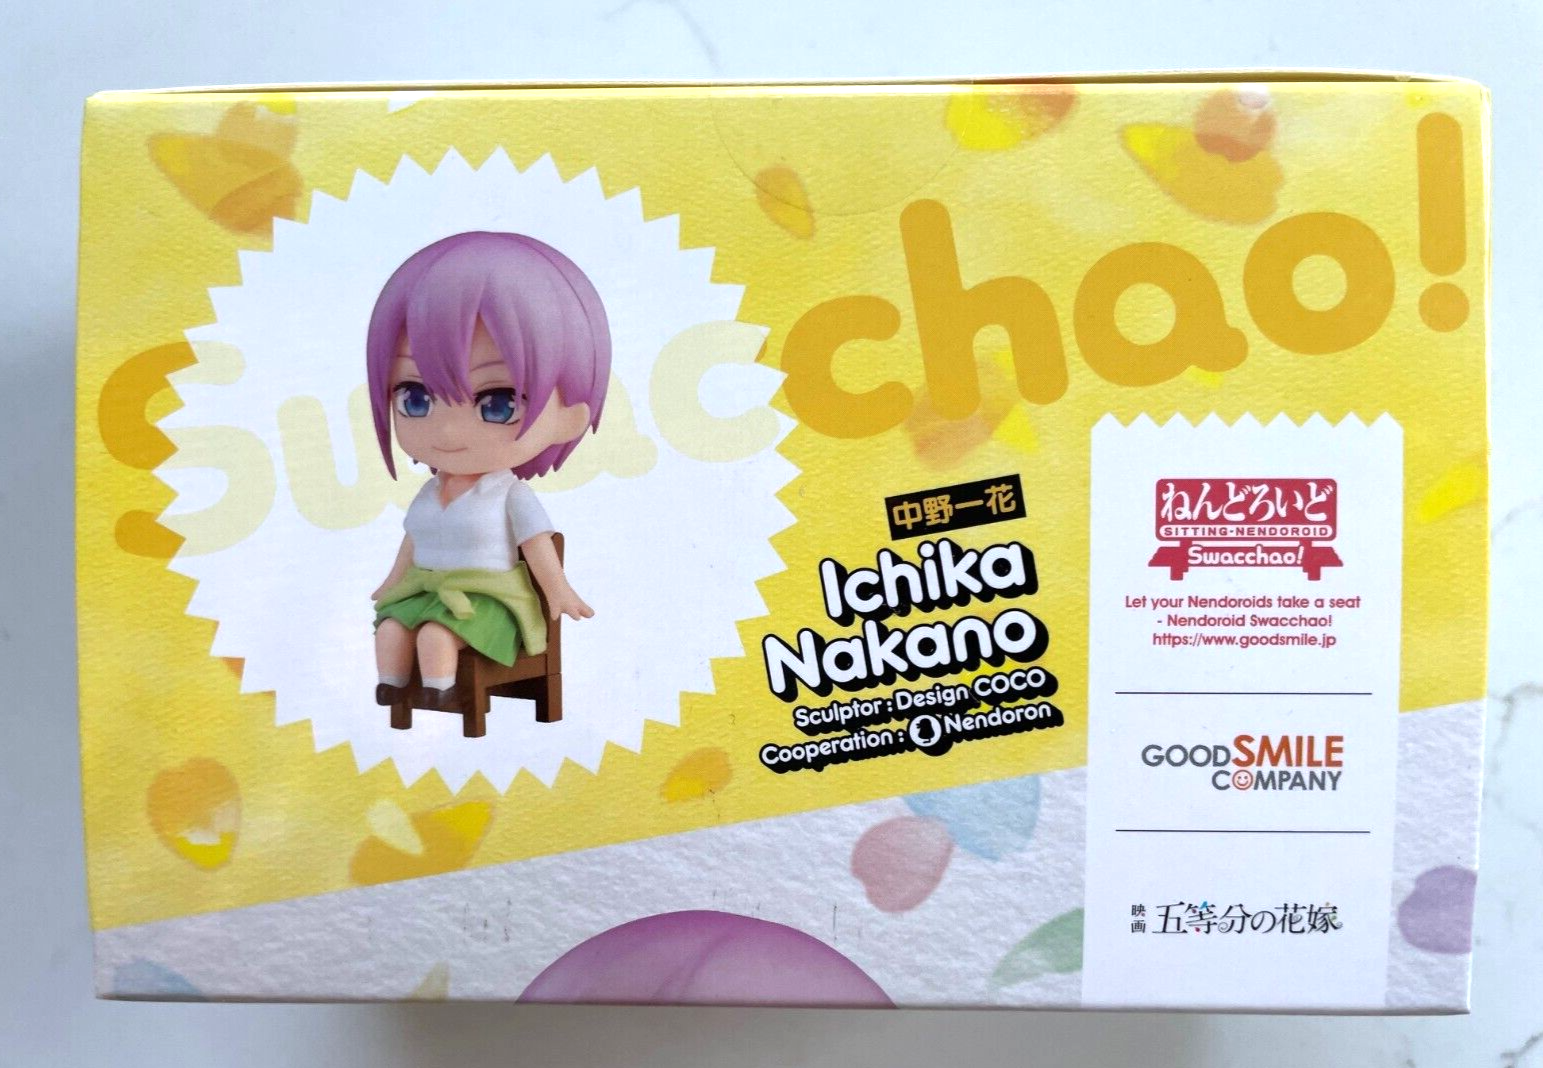 Swacchao!
中野一花
Ichika
Nakano
Sculptor : Design COCO
Cooperation : Nendoron
ねんどろいど
SITTING·NENDOROID
Swacchao!
Let your Nendoroids take a seat
- Nendoroid Swacchao!
https://www.goodsmile.jp
GOOD SMILE
COMPANY
映画 五等分の花嫁